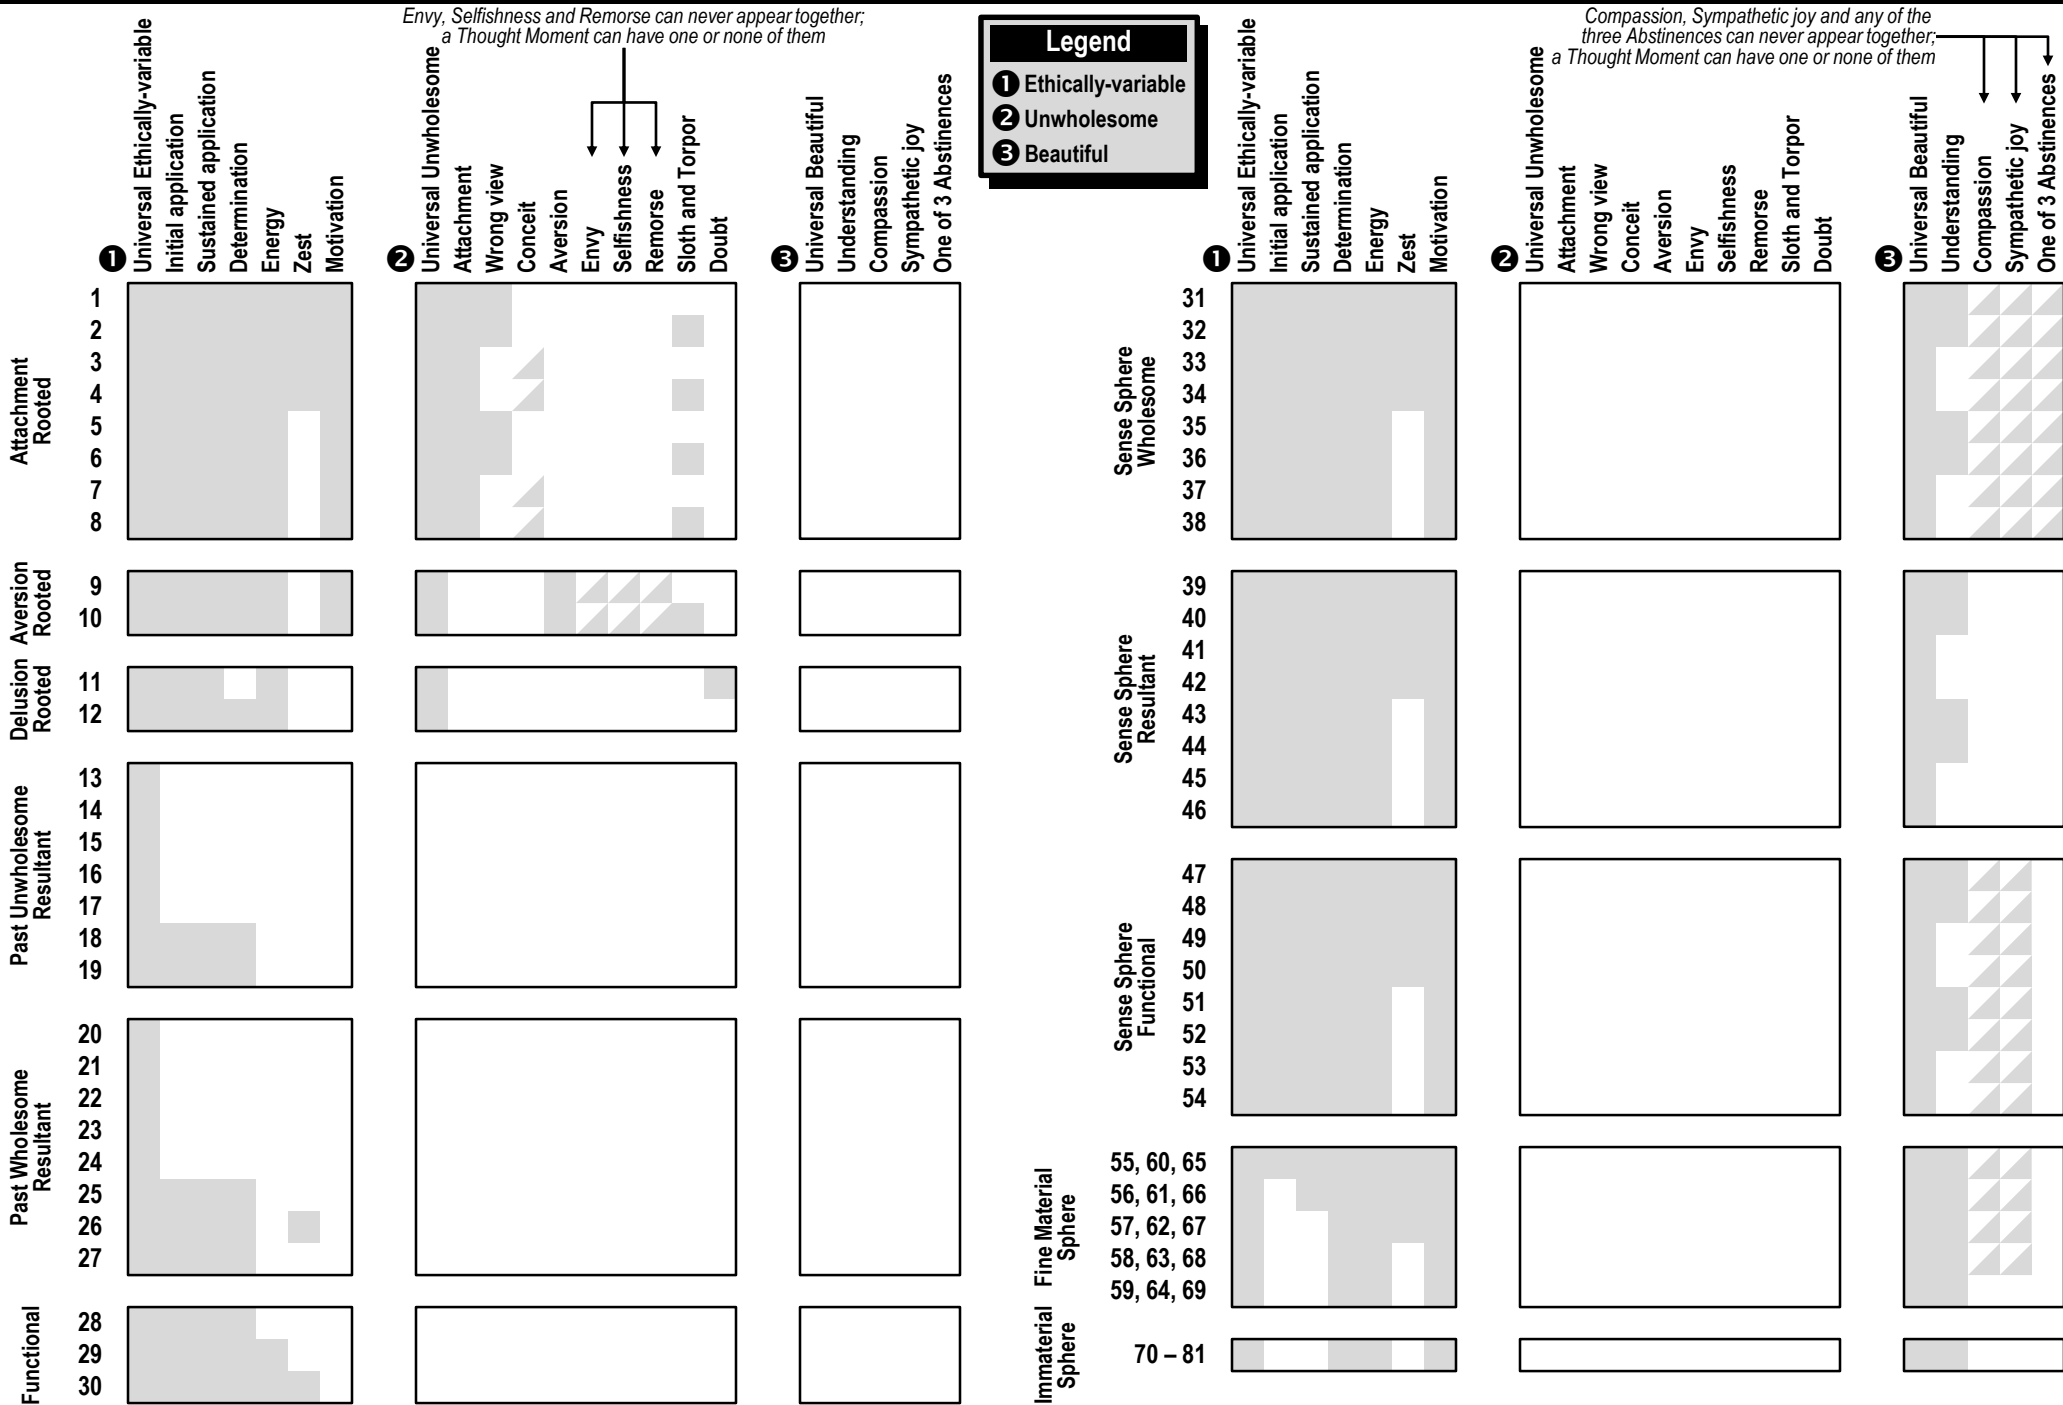 Envy, Selfishness and Remorse can never appear together;
a Thought Moment can have one or none of them
Legend
❶ Ethically-variable
❷ Unwholesome
❸ Beautiful
Compassion, Sympathetic joy and any of the
three Abstinences can never appear together;
a Thought Moment can have one or none of them
❶
Universal Ethically-variable
Initial application
Sustained application
Determination
Energy
Zest
Motivation
❷
Universal Unwholesome
Attachment
Wrong view
Conceit
Aversion
Envy
Selfishness
Remorse
Sloth and Torpor
Doubt
❸
Universal Beautiful
Understanding
Compassion
Sympathetic joy
One of 3 Abstinences
Attachment
Rooted
1
2
3
4
5
6
7
8
Aversion
Rooted
9
10
Delusion
Rooted
11
12
Past Unwholesome
Resultant
13
14
15
16
17
18
19
Past Wholesome
Resultant
20
21
22
23
24
25
26
27
Functional
28
29
30
❶
Universal Ethically-variable
Initial application
Sustained application
Determination
Energy
Zest
Motivation
❷
Universal Unwholesome
Attachment
Wrong view
Conceit
Aversion
Envy
Selfishness
Remorse
Sloth and Torpor
Doubt
❸
Universal Beautiful
Understanding
Compassion
Sympathetic joy
One of 3 Abstinences
Sense Sphere
Wholesome
31
32
33
34
35
36
37
38
Sense Sphere
Resultant
39
40
41
42
43
44
45
46
Sense Sphere
Functional
47
48
49
50
51
52
53
54
Fine Material
Sphere
55, 60, 65
56, 61, 66
57, 62, 67
58, 63, 68
59, 64, 69
Immaterial
Sphere
70 – 81